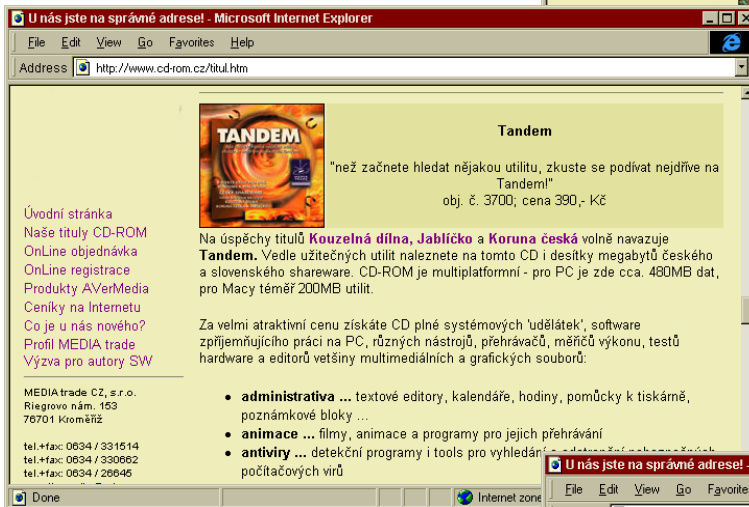 U nás jste na správné adrese! - Microsoft Internet Explorer
File Edit View Go Favorites Help
Address http://www.cd-rom.cz/titul.htm
Úvodní stránka
Naše tituly CD-ROM
OnLine objednávka
OnLine registrace
Produkty AVerMedia
Ceníky na Internetu
Co je u nás nového?
Profil MEDIA trade
Výzva pro autory SW
MEDIA trade CZ, s.r.o.
Riegrovo nám. 153
76701 Kroměříž
tel.+fax: 0634 / 331514
tel.+fax: 0634 / 330662
tel.+fax: 0634 / 26645
TANDEM
Tandem
"než začnete hledat nějakou utilitu, zkuste se podívat nejdříve na
Tandem!"
obj. č. 3700; cena 390,- Kč
Na úspěchy titulů Kouzelná dílna, Jablíčko a Koruna česká volně navazuje
Tandem. Vedle užitečných utilit naleznete na tomto CD i desítky megabytů českého
a slovenského shareware. CD-ROM je multiplatformní - pro PC je zde cca. 480MB dat,
pro Macy téměř 200MB utilit.
Za velmi atraktivní cenu získáte CD plné systémových 'udělátek', software
zpříjemňujícího práci na PC, různých nástrojů, přehrávačů, měřičů výkonu, testů
hardware a editorů vetšiny multimediálních a grafických souborů:
• administrativa ... textové editory, kalendáře, hodiny, pomůcky k tiskárně,
poznámkové bloky ...
• animace ... filmy, animace a programy pro jejich přehrávání
• antiviry ... detekční programy i tools pro vyhledání
počítačových virů
Done
Internet zone
U nás jste na správné adrese! -
File Edit View Go Favorite